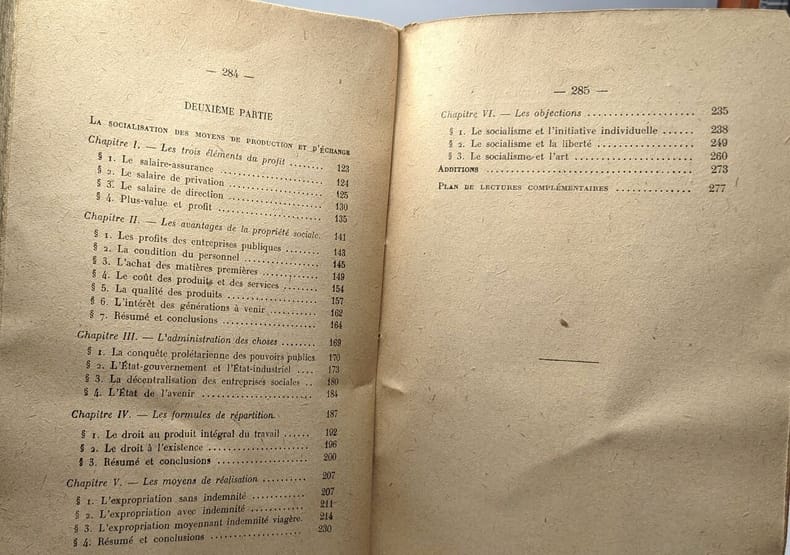 — 284 —
DEUXIÈME PARTIE
LA SOCIALISATION DES MOYENS DE PRODUCTION ET D'ÉCHANGE
Chapitre I. — Les trois éléments du profit ........ 123
§ 1. Le salaire-assurance .................. 124
§ 2. Le salaire de privation ................ 125
§ 3. Le salaire de direction ................ 130
§ 4. Plus-value et profit .................. 135
Chapitre II. — Les avantages de la propriété sociale. 141
§ 1. Les profits des entreprises publiques ........ 143
§ 2. La condition du personnel ............ 145
§ 3. L'achat des matières premières .......... 149
§ 4. Le coût des produits et des services ...... 154
§ 5. La qualité des produits ................ 157
§ 6. L'intérêt des générations à venir .......... 162
§ 7. Résumé et conclusions ................ 164
Chapitre III. — L'administration des choses ...... 169
§ 1. La conquête prolétarienne des pouvoirs publics 170
§ 2. L'État-gouvernement et l'État-industriel .... 173
§ 3. La décentralisation des entreprises sociales .. 180
§ 4. L'État de l'avenir .................... 184
Chapitre IV. — Les formules de répartition. 187
§ 1. Le droit au produit intégral du travail ...... 192
§ 2. Le droit à l'existence .................. 196
§ 3. Résumé et conclusions ................ 200
Chapitre V. — Les moyens de réalisation .......... 207
§ 1. L'expropriation sans indemnité ............ 207
§ 2. L'expropriation avec indemnité ............ 211
§ 3. L'expropriation moyennant indemnité viagère. 214
§ 4. Résumé et conclusions .................. 230
— 285 —
Chapitre VI. — Les objections .................... 235
§ 1. Le socialisme et l'initiative individuelle ...... 238
§ 2. Le socialisme et la liberté ................ 249
§ 3. Le socialisme et l'art .................... 260
ADDITIONS .................................... 273
PLAN DE LECTURES COMPLÉMENTAIRES .............. 277